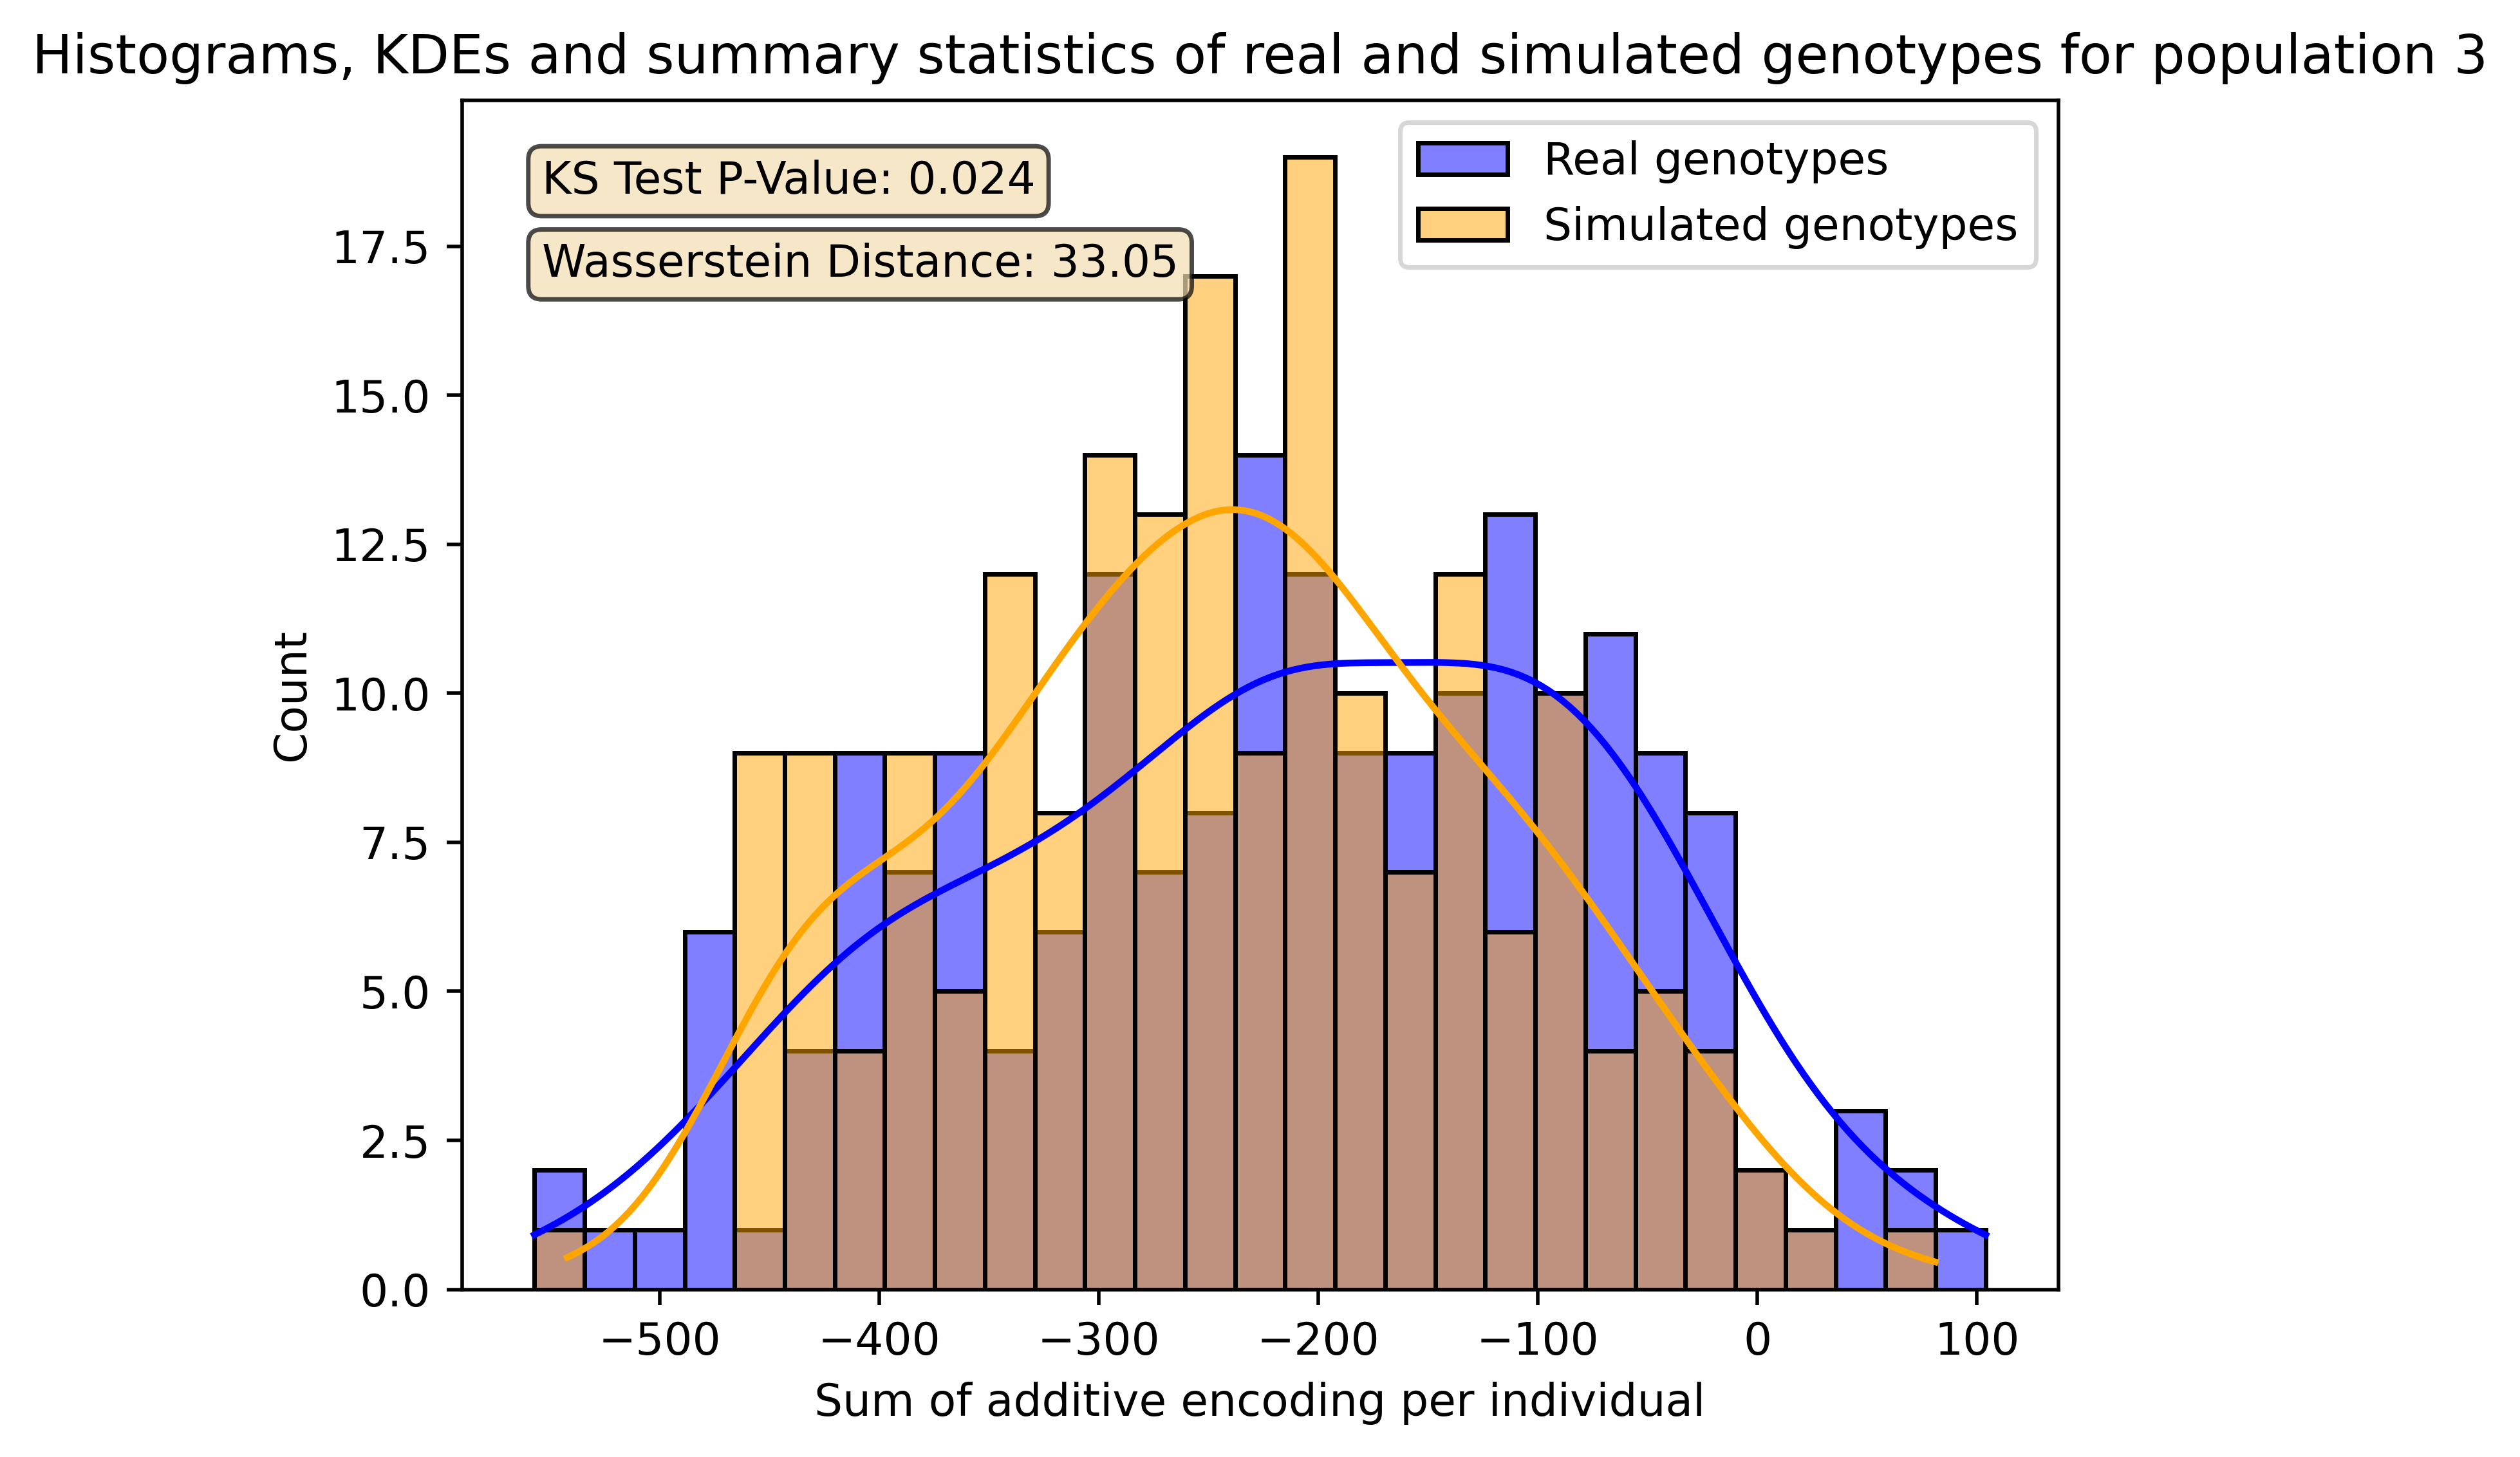 Histograms, KDEs and summary statistics of real and simulated genotypes for population 3
KS Test P-Value: 0.024
Wasserstein Distance: 33.05
Real genotypes
Simulated genotypes
17.5
15.0
12.5
10.0
7.5
5.0
2.5
0.0
Count
−500 −400 −300 −200 −100 0 100
Sum of additive encoding per individual